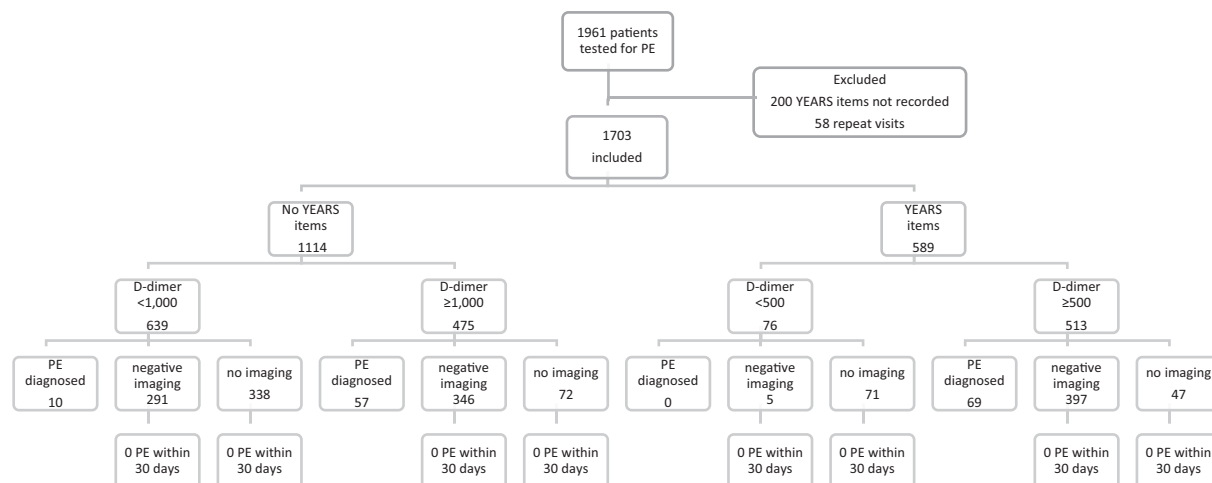 1961 patients
tested for PE
Excluded
200 YEARS items not recorded
58 repeat visits
1703
included
No YEARS
items
1114
YEARS
items
589
D-dimer
<1,000
639
D-dimer
≥1,000
475
D-dimer
<500
76
D-dimer
≥500
513
PE
diagnosed
10
negative
imaging
291
no imaging
338
PE
diagnosed
57
negative
imaging
346
no imaging
72
PE
diagnosed
0
negative
imaging
5
no imaging
71
PE
diagnosed
69
negative
imaging
397
no imaging
47
0 PE within
30 days
0 PE within
30 days
0 PE within
30 days
0 PE within
30 days
0 PE within
30 days
0 PE within
30 days
0 PE within
30 days
0 PE within
30 days